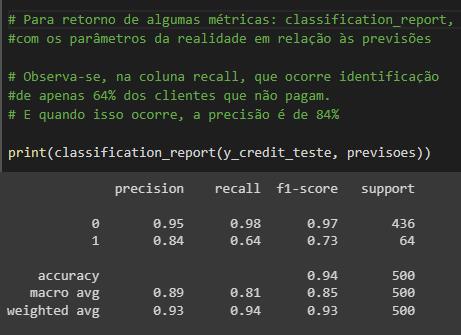 # Para retorno de algumas métricas: classification_report,
#com os parâmetros da realidade em relação às previsões
# Observa-se, na coluna recall, que ocorre identificação
#de apenas 64% dos clientes que não pagam.
# E quando isso ocorre, a precisão é de 84%
print(classification_report(y_credit_teste, previsoes))
precision recall f1-score support
0 0.95 0.98 0.97 436
1 0.84 0.64 0.73 64
accuracy 0.94 500
macro avg 0.89 0.81 0.85 500
weighted avg 0.93 0.94 0.93 500